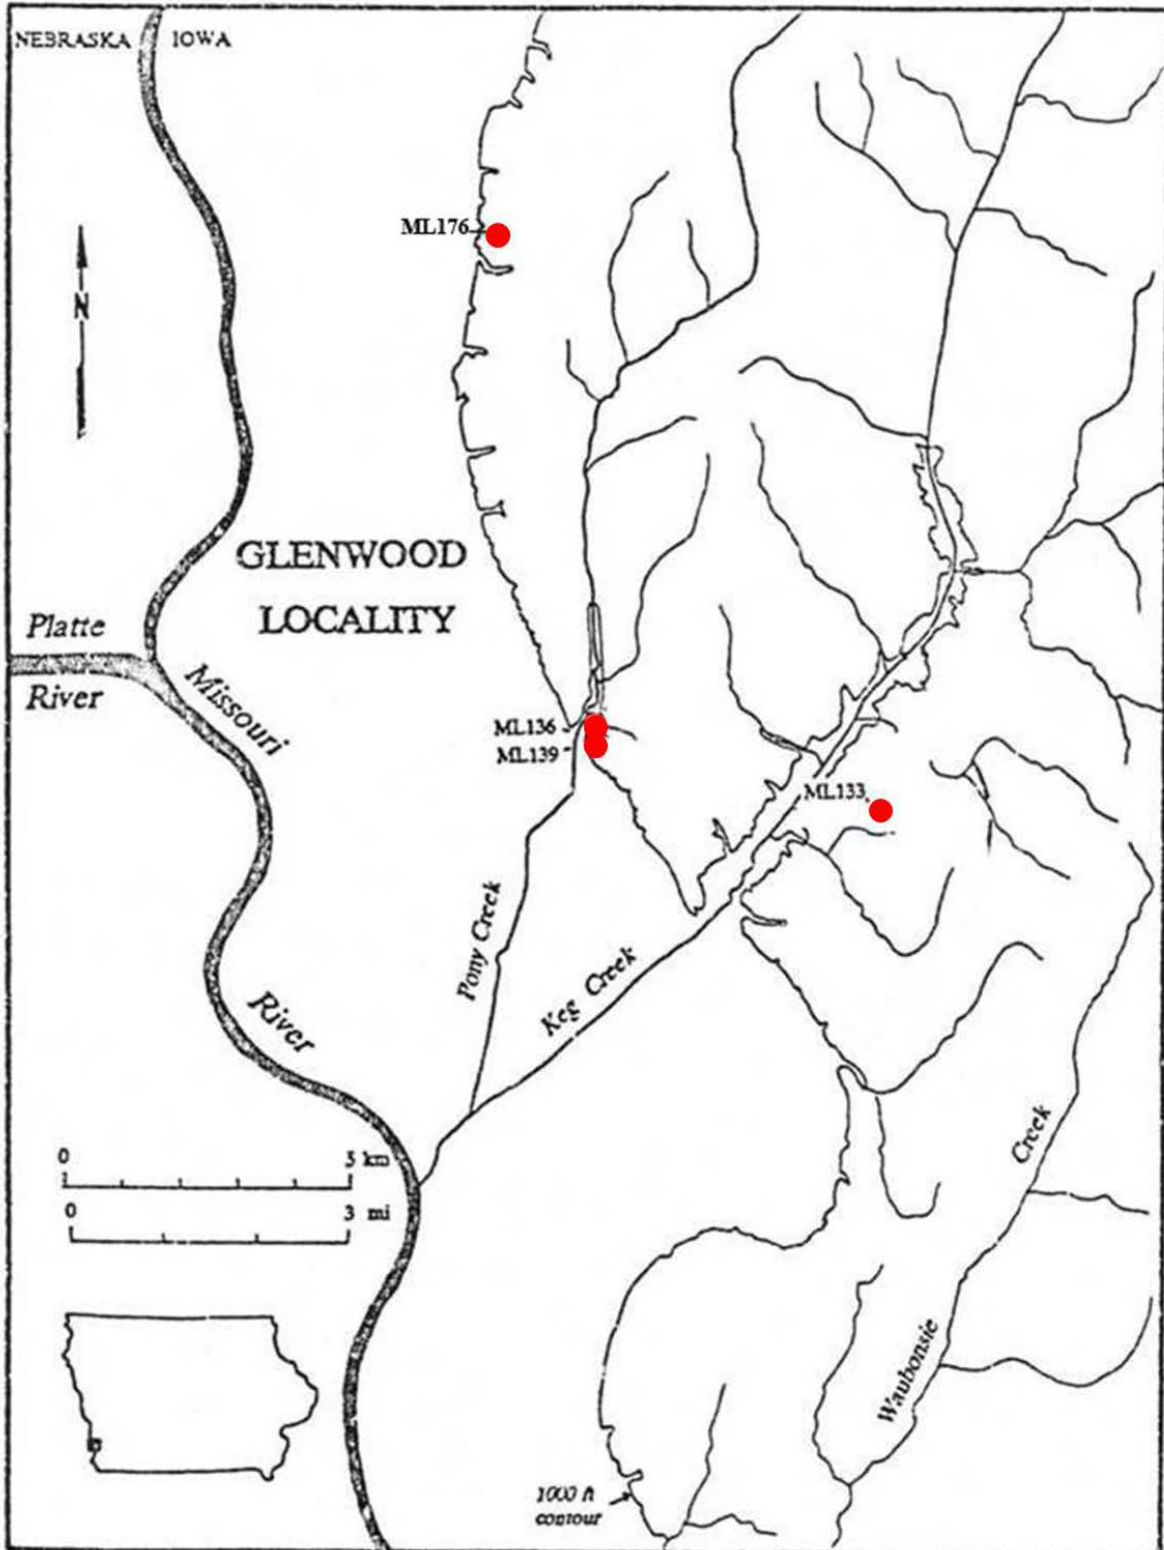 NEBRASKA IOWA
ML176
N
GLENWOOD
LOCALITY
Platte
River
Missouri
River
ML136
ML139
ML133
Pony Creek
Keg Creek
Creek
Waubonsie
0 5 km
0 3 mi
1000 ft
contour